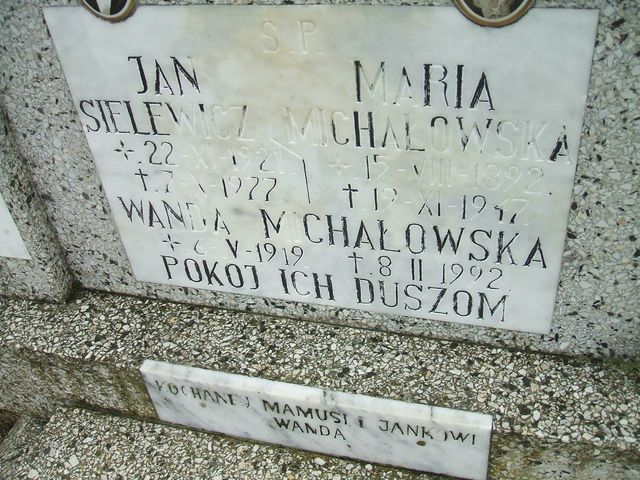 Ś.P.
JAN
SIELEWICZ
* 22-XI-1921.
+ 7-X-1977
MARIA
MICHAŁOWSKA
* 15-VIII-1892.
+ 19-XI-1947
WANDA MICHAŁOWSKA
* 6-V-1919 + 8 II 1992.
POKÓJ ICH DUSZOM
KOCHANEJ MAMUSI I JANKOWI
WANDA